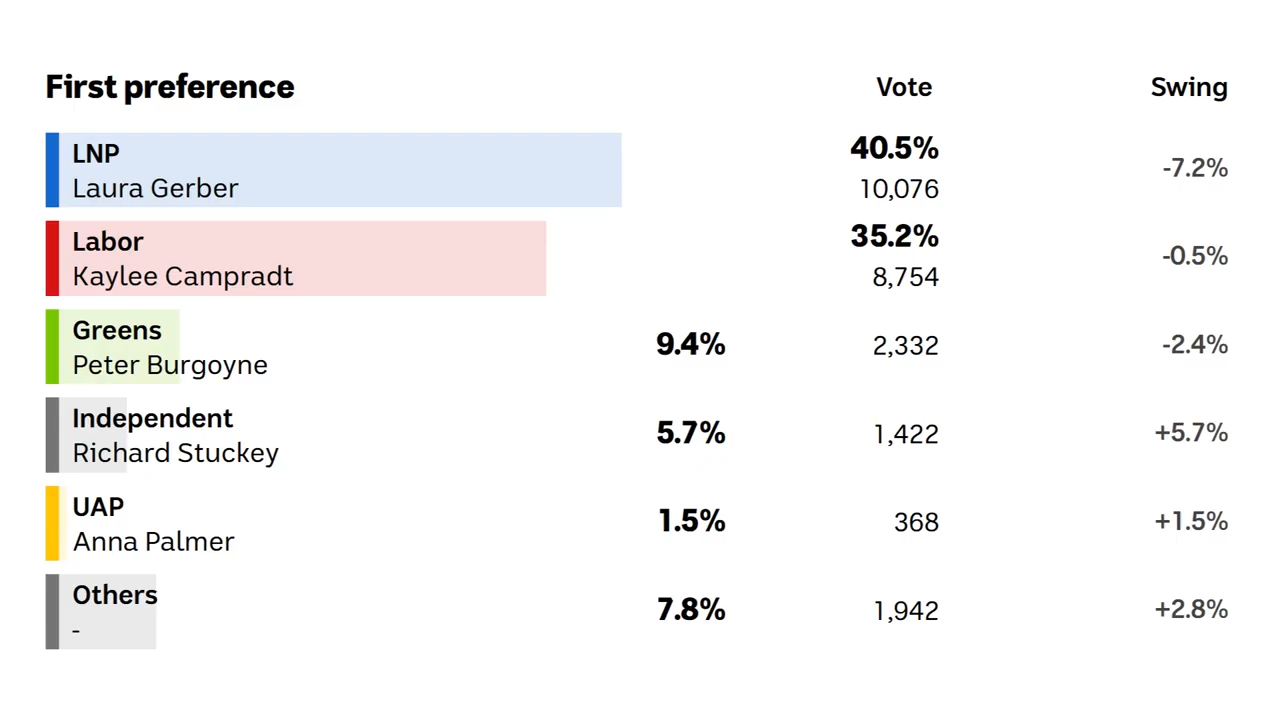 First preference Vote Swing
LNP 40.5%
Laura Gerber 10,076 -7.2%
Labor 35.2%
Kaylee Campradt 8,754 -0.5%
Greens
Peter Burgoyne 9.4% 2,332 -2.4%
Independent
Richard Stuckey 5.7% 1,422 +5.7%
UAP
Anna Palmer 1.5% 368 +1.5%
Others
- 7.8% 1,942 +2.8%